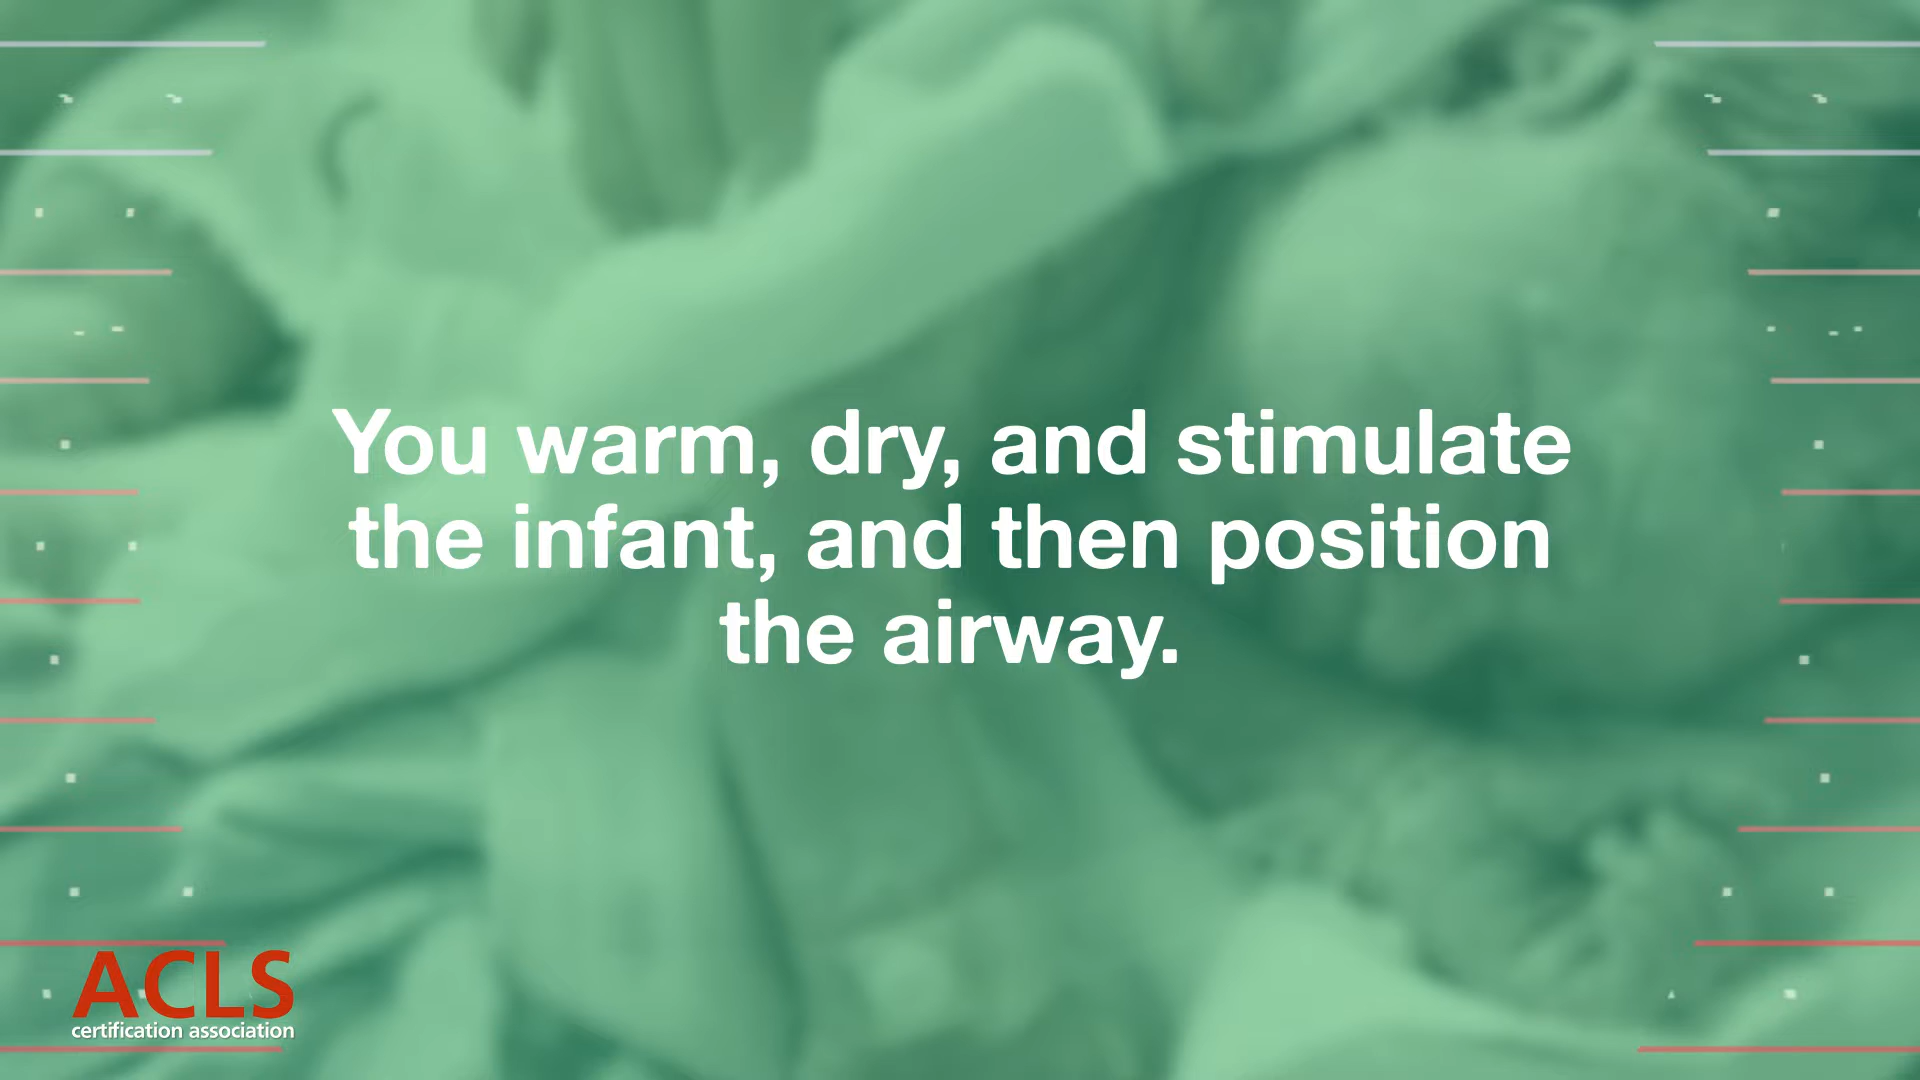 You warm, dry, and stimulate
the infant, and then position
the airway.
ACLS
certification association